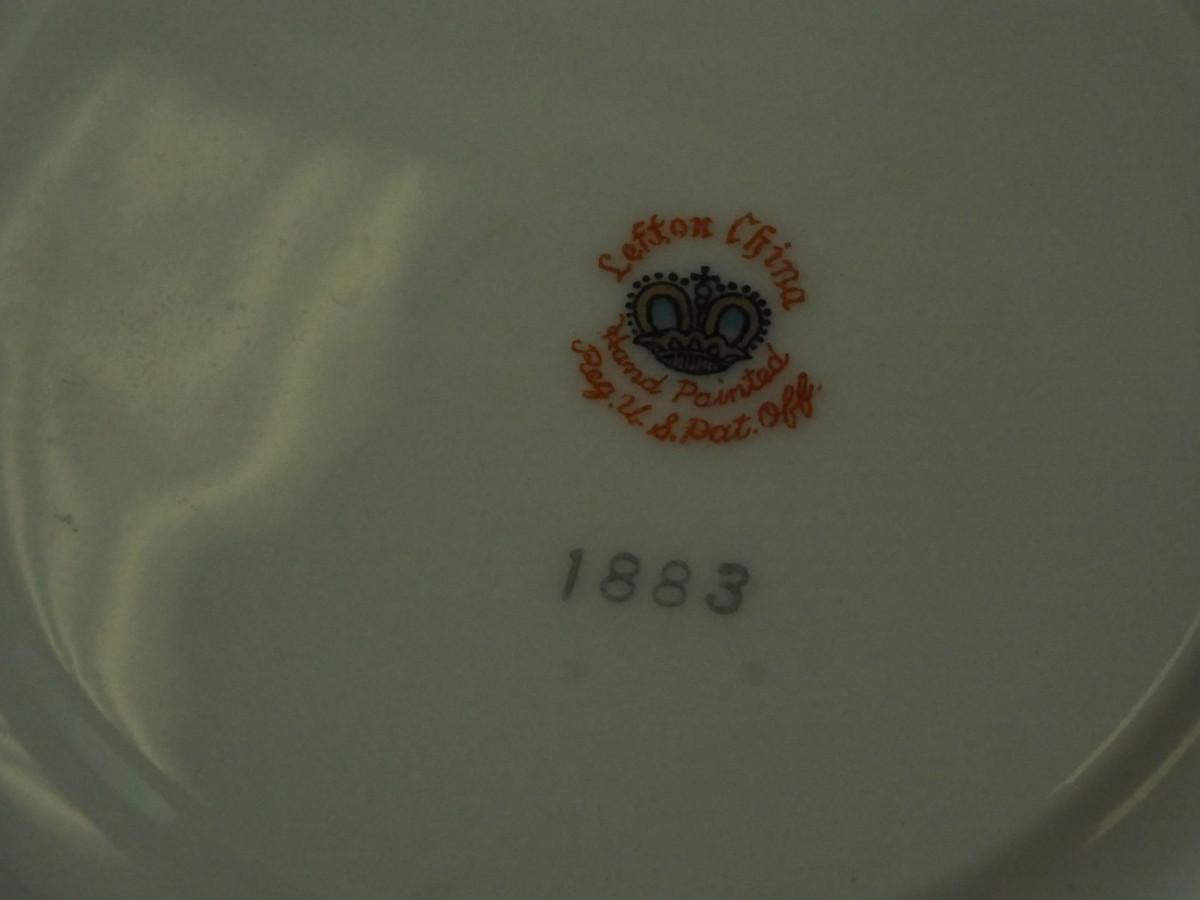 Lefton China
Hand Painted
Reg. U. S. Pat. Off.
1883